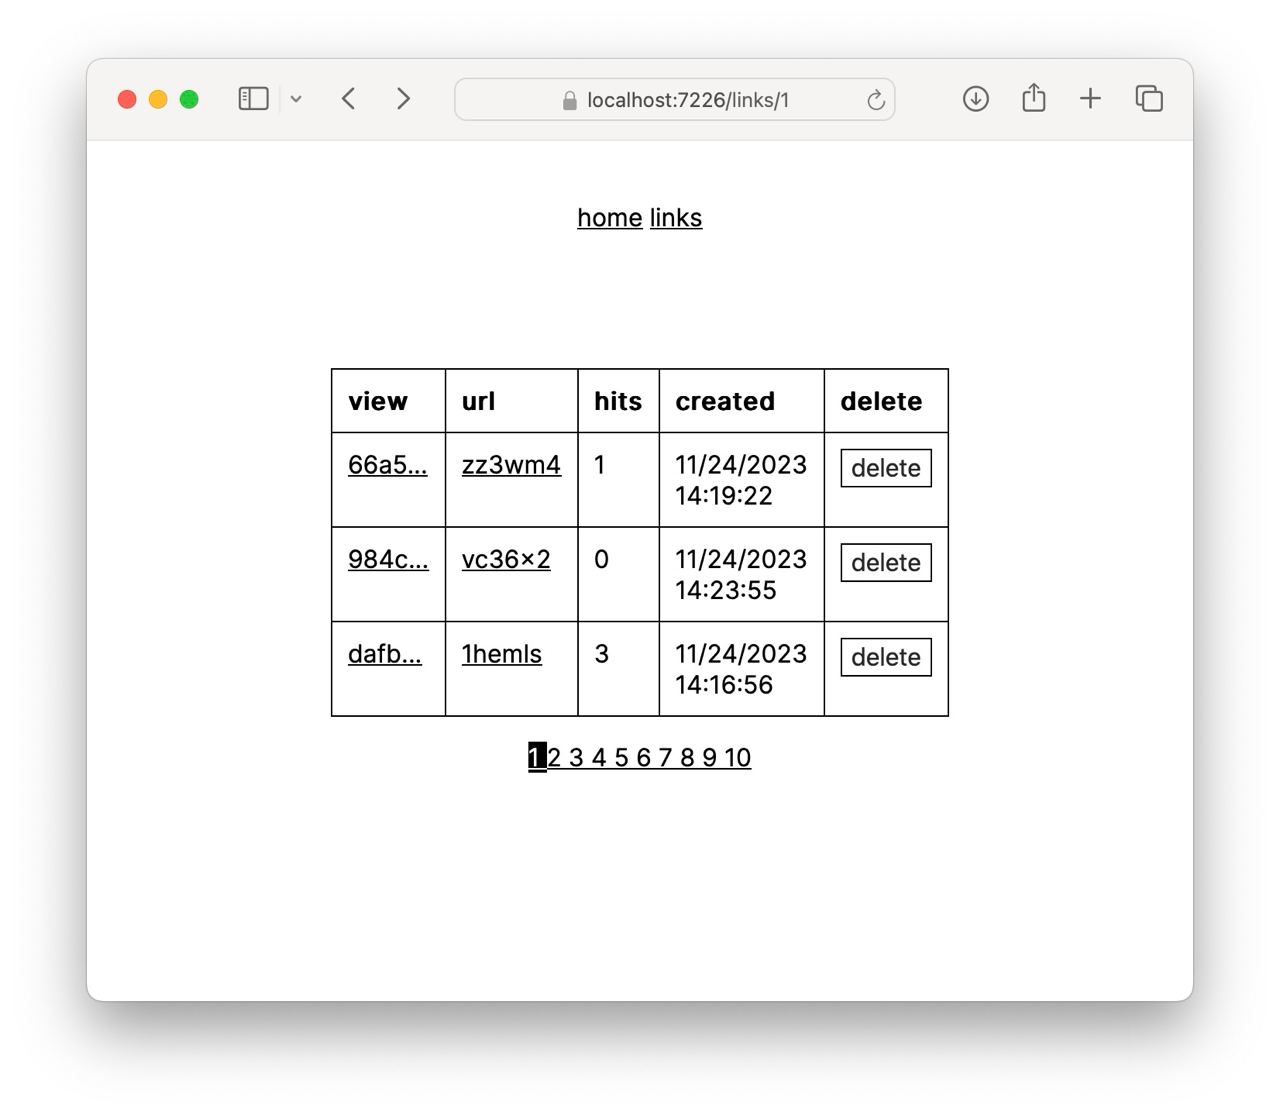 localhost:7226/links/1
home links
view url hits created delete
66a5... zz3wm4 1 11/24/2023 delete
14:19:22
984c... vc36×2 0 11/24/2023 delete
14:23:55
dafb... 1hemls 3 11/24/2023 delete
14:16:56
1 2 3 4 5 6 7 8 9 10